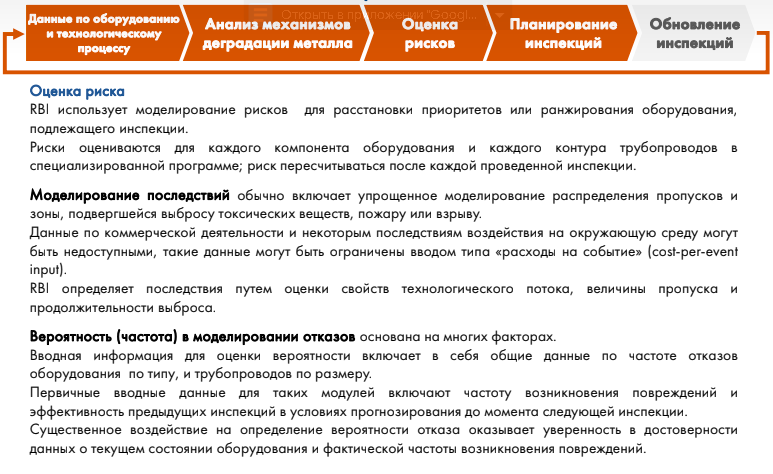 Открыть в приложении "Googl...
Данные по оборудованию
и технологическому
процессу
Анализ механизмов
деградации металла
Оценка
рисков
Планирование
инспекций
Обновление
инспекций
Оценка риска
RBI использует моделирование рисков для расстановки приоритетов или ранжирования оборудования,
подлежащего инспекции.
Риски оцениваются для каждого компонента оборудования и каждого контура трубопроводов в
специализированной программе; риск пересчитываться после каждой проведенной инспекции.
Моделирование последствий обычно включает упрощенное моделирование распределения пропусков и
зоны, подвергшейся выбросу токсических веществ, пожару или взрыву.
Данные по коммерческой деятельности и некоторым последствиям воздействия на окружающую среду могут
быть недоступными, такие данные могут быть ограничены вводом типа «расходы на событие» (cost-per-event
input).
RBI определяет последствия путем оценки свойств технологического потока, величины пропуска и
продолжительности выброса.
Вероятность (частота) в моделировании отказов основана на многих факторах.
Вводная информация для оценки вероятности включает в себя общие данные по частоте отказов
оборудования по типу, и трубопроводов по размеру.
Первичные вводные данные для таких модулей включают частоту возникновения повреждений и
эффективность предыдущих инспекций в условиях прогнозирования до момента следующей инспекции.
Существенное воздействие на определение вероятности отказа оказывает уверенность в достоверности
данных о текущем состоянии оборудования и фактической частоты возникновения повреждений.